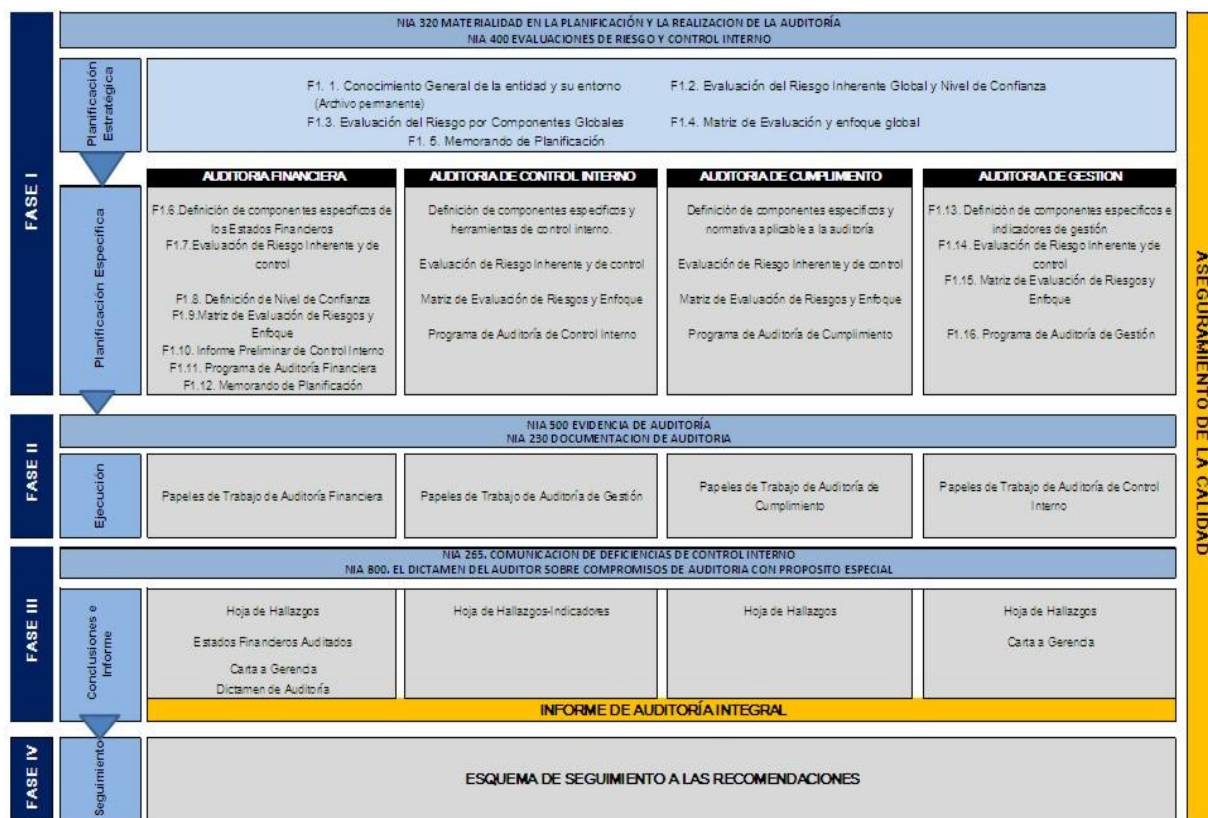 NIA 320 MATERIALIDAD EN LA PLANIFICACIÓN Y LA REALIZACION DE LA AUDITORÍA
NIA 400 EVALUACIONES DE RIESGO Y CONTROL INTERNO
FASE I
Planificación
Estratégica
F1. 1. Conocimiento General de la entidad y su entorno
(Archivo permanente)
F1.2. Evaluación del Riesgo Inherente Global y Nivel de Confianza
F1.3. Evaluación del Riesgo por Componentes Globales
F1.4. Matriz de Evaluación y enfoque global
F1. 5. Memorando de Planificación
Planificación Especifica
AUDITORIA FINANCIERA
F1.6.Definición de componentes específicos de
los Estados Financieros
F1.7.Evaluación de Riesgo Inherente y de
control
F1.8. Definición de Nivel de Confianza
F1.9.Matriz de Evaluación de Riesgos y
Enfoque
F1.10. Informe Preliminar de Control Interno
F1.11. Programa de Auditoría Financiera
F1.12. Memorando de Planificación
AUDITORIA DE CONTROL INTERNO
Definición de componentes específicos y
herramientas de control interno.
Evaluación de Riesgo Inherente y de control
Matriz de Evaluación de Riesgos y Enfoque
Programa de Auditoría de Control Interno
AUDITORIA DE CUMPLIMIENTO
Definición de componentes específicos y
normativa aplicable a la auditoría
Evaluación de Riesgo Inherente y de control
Matriz de Evaluación de Riesgos y Enfoque
Programa de Auditoría de Cumplimiento
AUDITORIA DE GESTION
F1.13. Definición de componentes específicos e
indicadores de gestión
F1.14. Evaluación de Riesgo Inherente y de
control
F1.15. Matriz de Evaluación de Riesgos y
Enfoque
F1.16. Programa de Auditoría de Gestión
FASE II
NIA 500 EVIDENCIA DE AUDITORÍA
NIA 230 DOCUMENTACION DE AUDITORIA
Ejecución
Papeles de Trabajo de Auditoría Financiera
Papeles de Trabajo de Auditoría de Gestión
Papeles de Trabajo de Auditoría de
Cumplimiento
Papeles de Trabajo de Auditoría de Control
Interno
FASE III
NIA 265. COMUNICACION DE DEFICIENCIAS DE CONTROL INTERNO
NIA 800. EL DICTAMEN DEL AUDITOR SOBRE COMPROMISOS DE AUDITORIA CON PROPOSITO ESPECIAL
Conclusiones e
Informe
Hoja de Hallazgos
Estados Financieros Auditados
Carta a Gerencia
Dictamen de Auditoría
Hoja de Hallazgos-Indicadores
Hoja de Hallazgos
Hoja de Hallazgos
Carta a Gerencia
INFORME DE AUDITORÍA INTEGRAL
FASE IV
Seguimiento
ESQUEMA DE SEGUIMIENTO A LAS RECOMENDACIONES
ASEGURAMIENTO DE LA CALIDAD